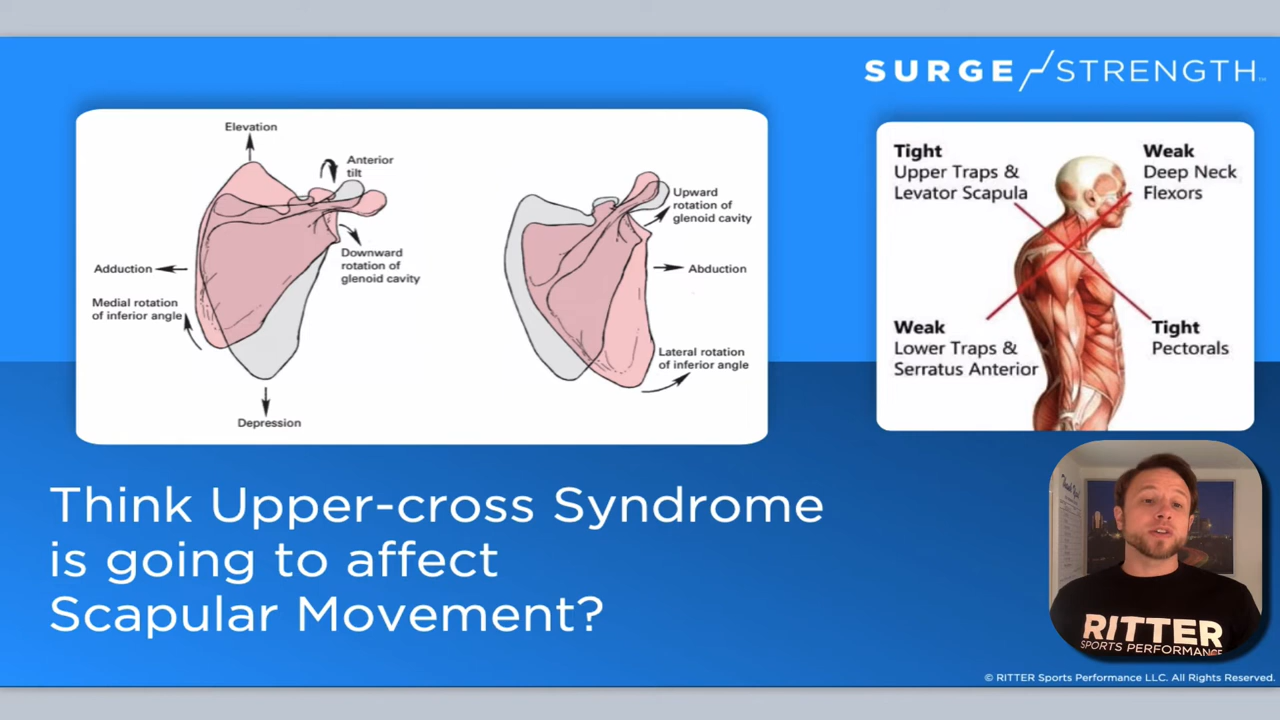 SURGE STRENGTH
Elevation
Anterior
tilt
Downward
rotation of
glenoid cavity
Adduction
Medial rotation
of inferior angle
Depression
Upward
rotation of
glenoid cavity
Abduction
Lateral rotation
of inferior angle
Tight
Upper Traps &
Levator Scapula
Weak
Deep Neck
Flexors
Weak
Lower Traps &
Serratus Anterior
Tight
Pectorals
Think Upper-cross Syndrome
is going to affect
Scapular Movement?
RITTER
SPORTS PERFORMANCE
© RITTER Sports Performance LLC. All Rights Reserved.